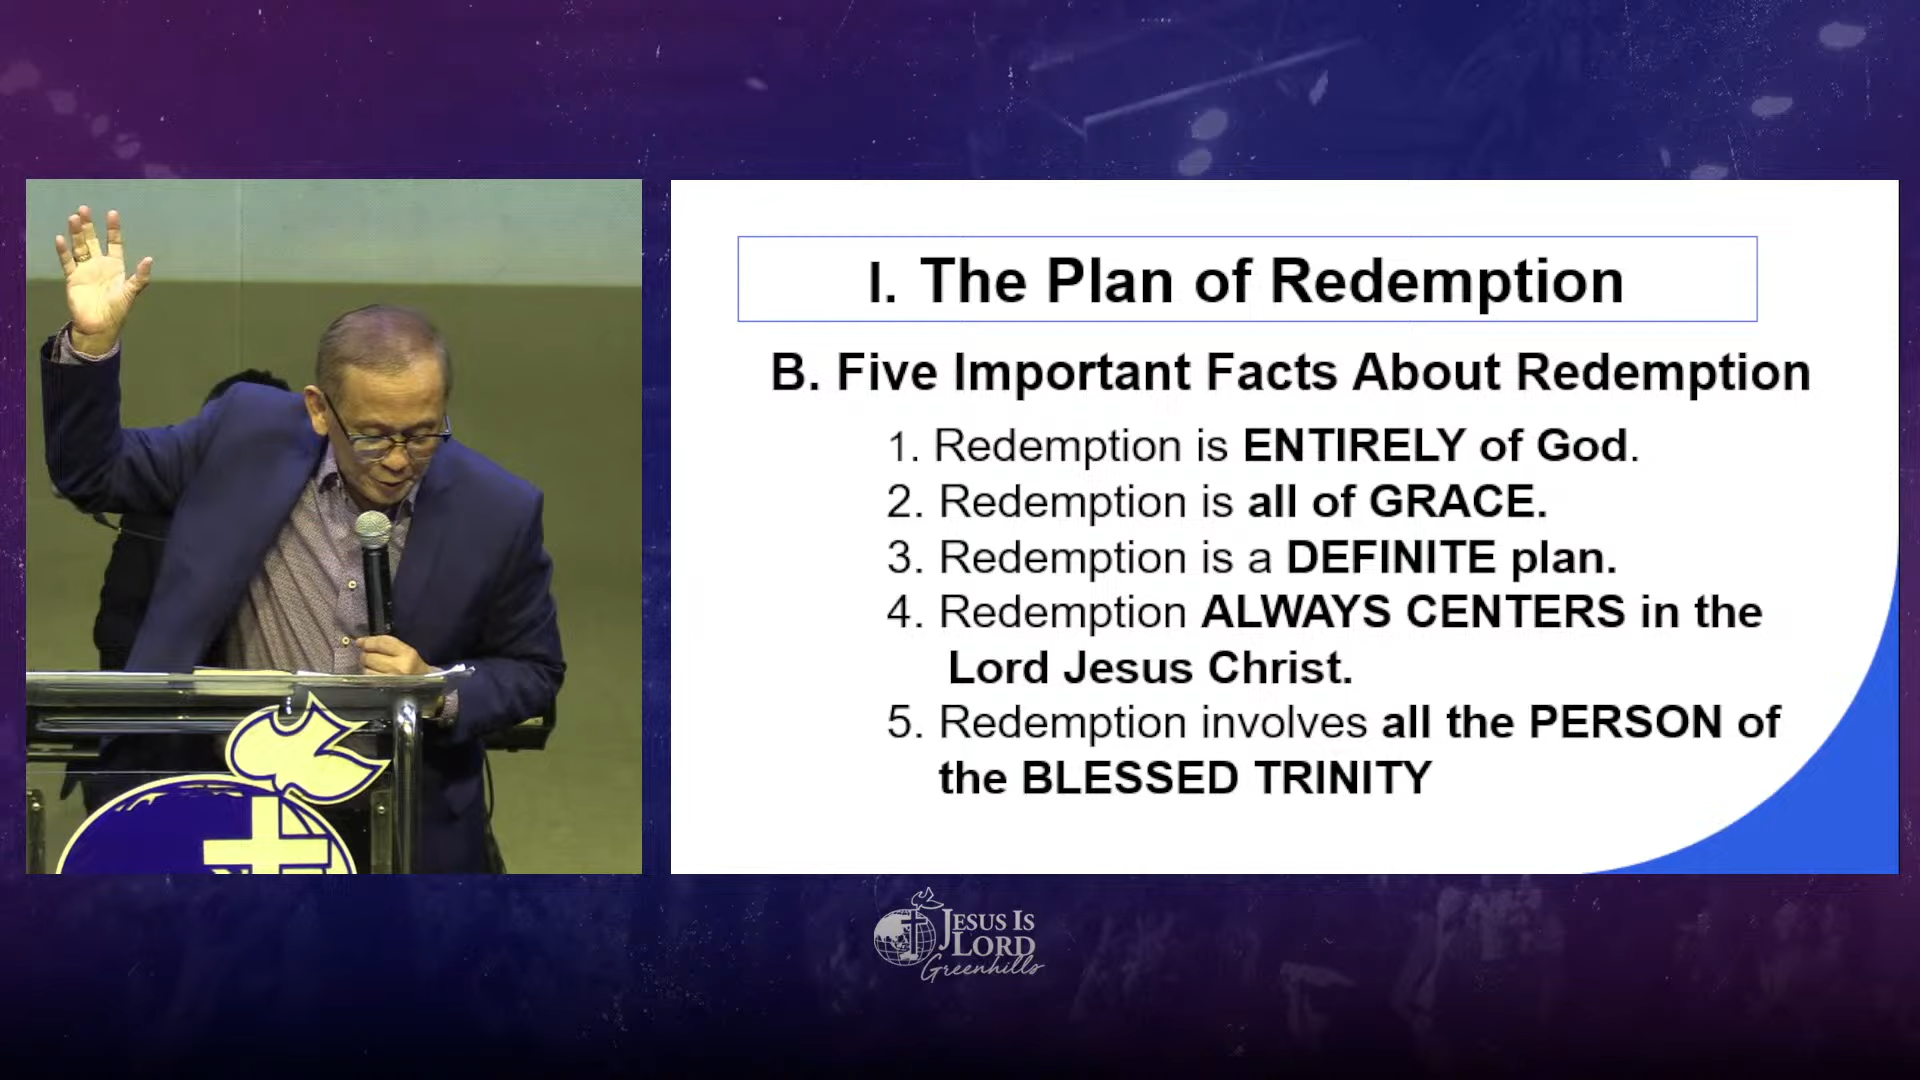 I. The Plan of Redemption
B. Five Important Facts About Redemption
1. Redemption is ENTIRELY of God.
2. Redemption is all of GRACE.
3. Redemption is a DEFINITE plan.
4. Redemption ALWAYS CENTERS in the
Lord Jesus Christ.
5. Redemption involves all the PERSON of
the BLESSED TRINITY
JESUS IS
LORD
Greenhills